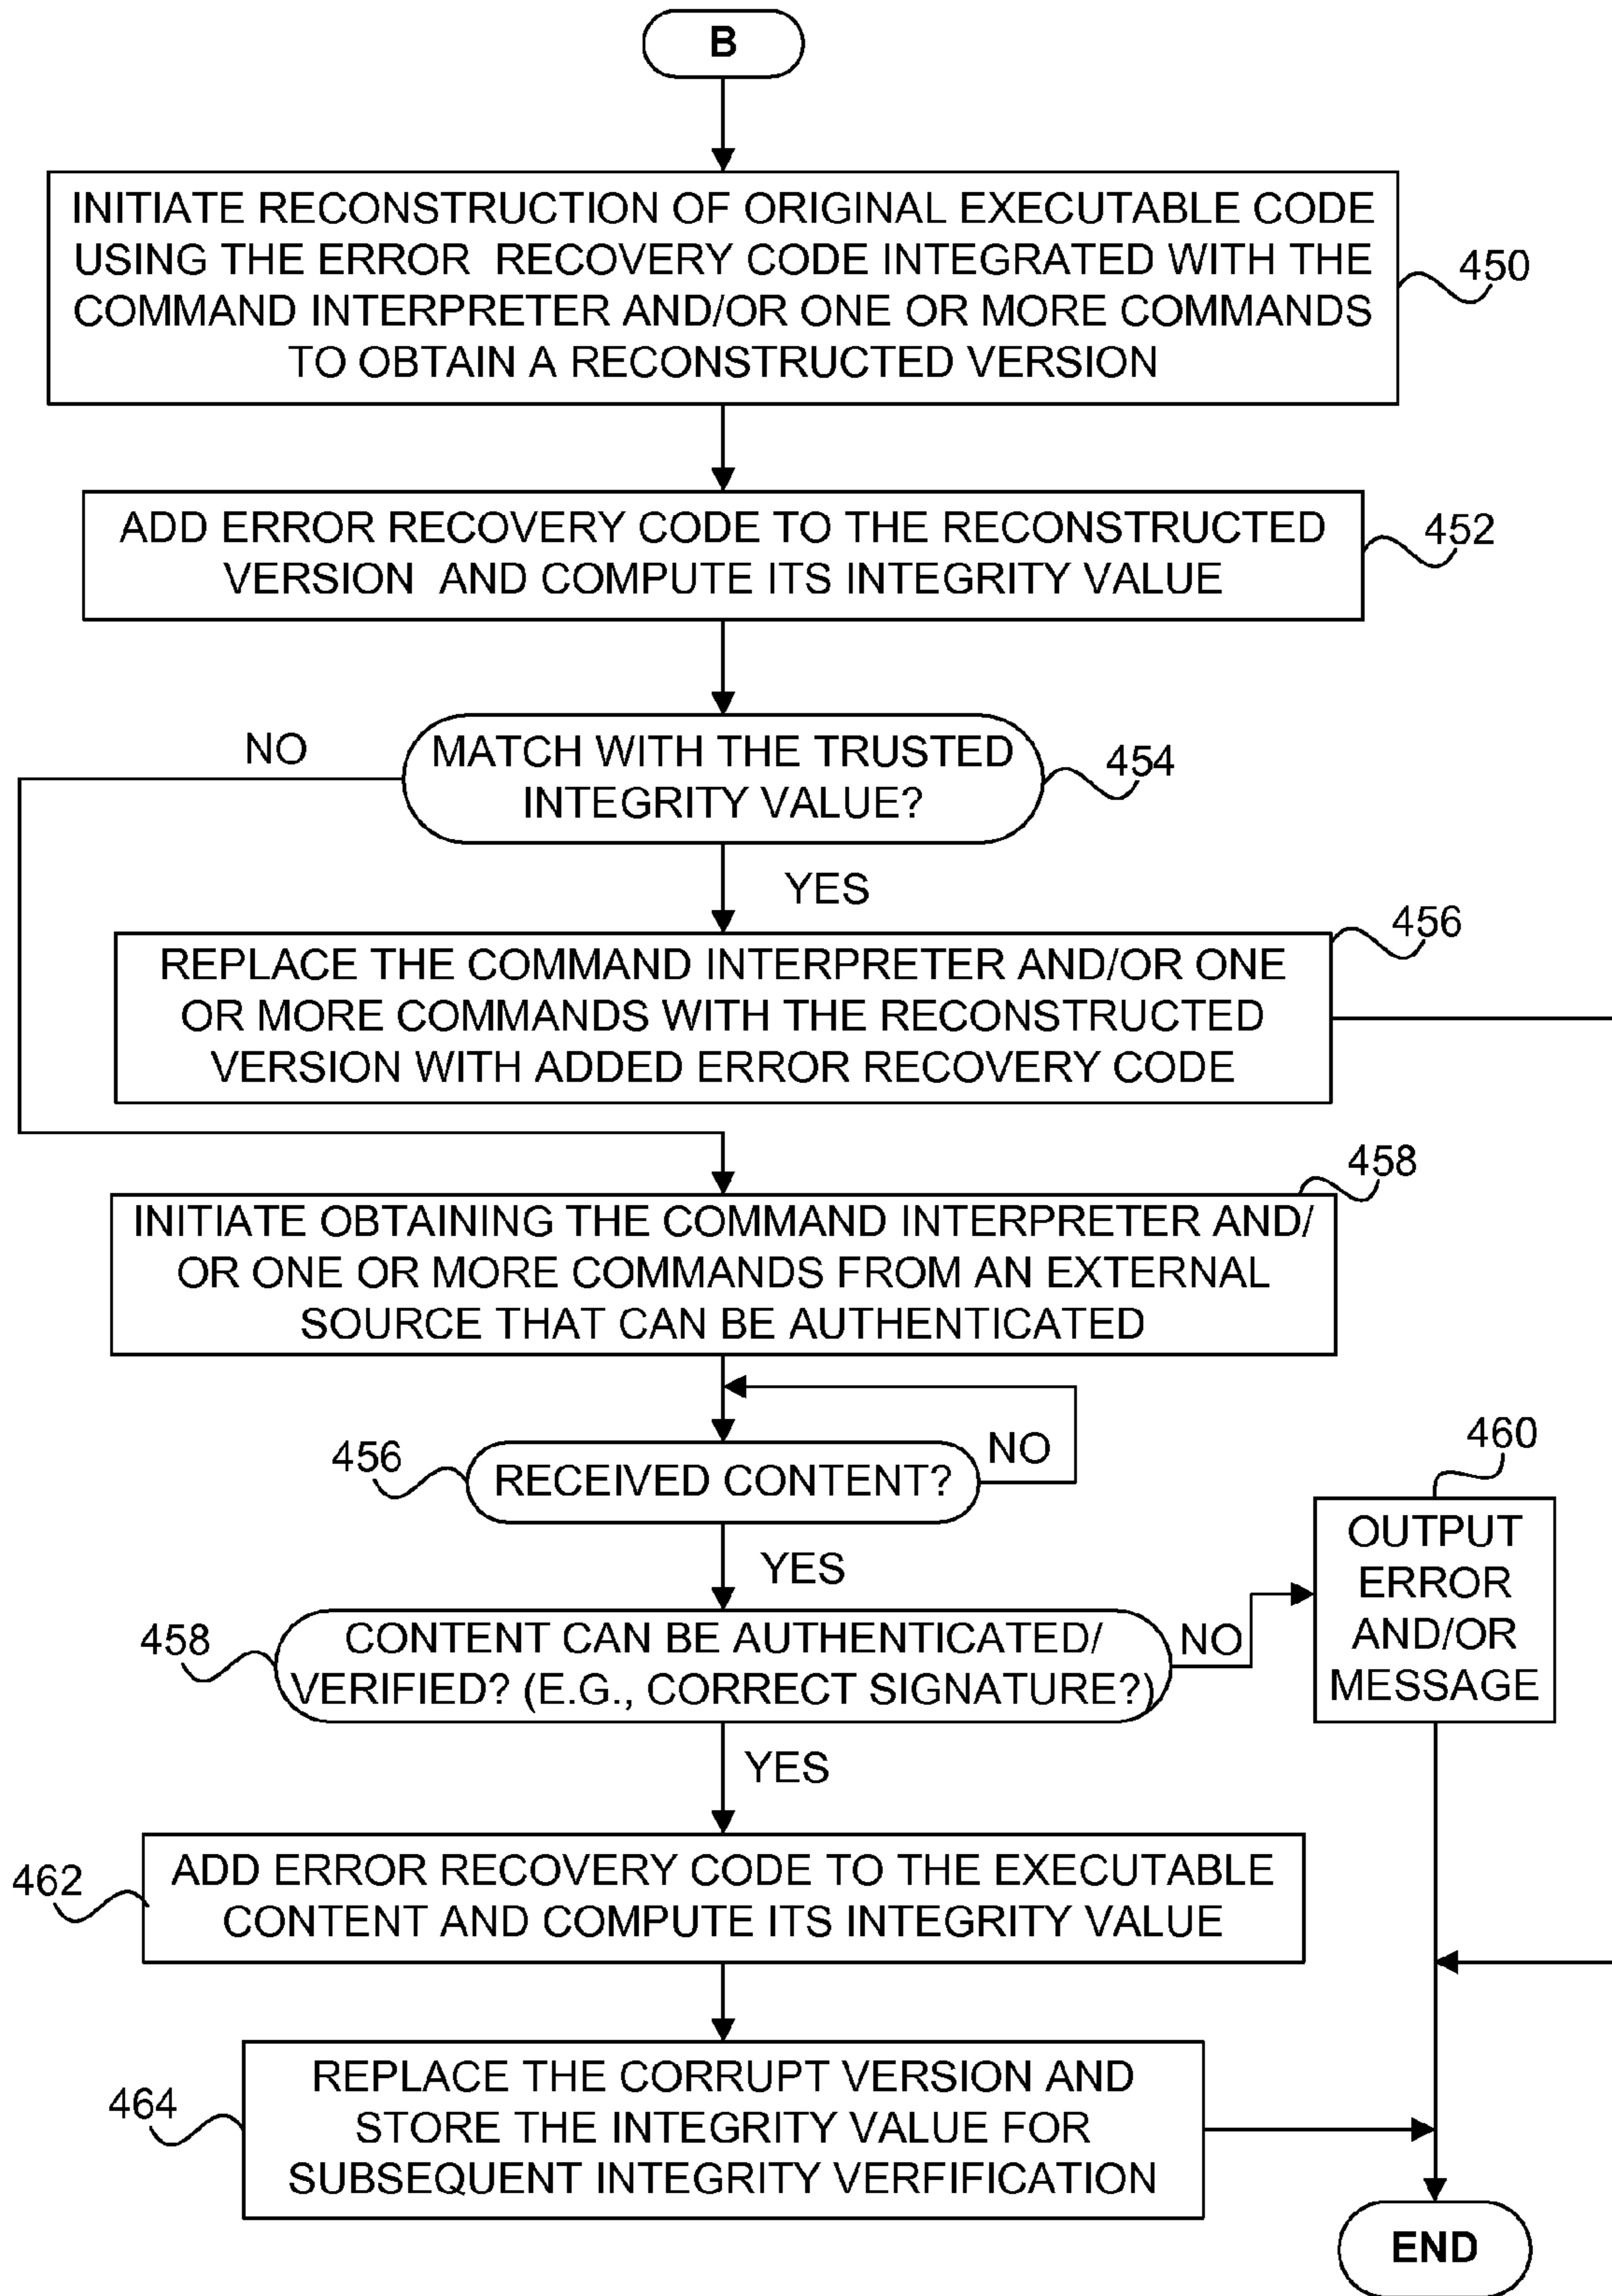 B
INITIATE RECONSTRUCTION OF ORIGINAL EXECUTABLE CODE
USING THE ERROR RECOVERY CODE INTEGRATED WITH THE
COMMAND INTERPRETER AND/OR ONE OR MORE COMMANDS
TO OBTAIN A RECONSTRUCTED VERSION
450
ADD ERROR RECOVERY CODE TO THE RECONSTRUCTED
VERSION AND COMPUTE ITS INTEGRITY VALUE
452
NO
MATCH WITH THE TRUSTED
INTEGRITY VALUE?
454
YES
456
REPLACE THE COMMAND INTERPRETER AND/OR ONE
OR MORE COMMANDS WITH THE RECONSTRUCTED
VERSION WITH ADDED ERROR RECOVERY CODE
458
INITIATE OBTAINING THE COMMAND INTERPRETER AND/
OR ONE OR MORE COMMANDS FROM AN EXTERNAL
SOURCE THAT CAN BE AUTHENTICATED
456
RECEIVED CONTENT?
NO
YES
460
OUTPUT
ERROR
AND/OR
MESSAGE
458
CONTENT CAN BE AUTHENTICATED/
VERIFIED? (E.G., CORRECT SIGNATURE?)
NO
YES
462
ADD ERROR RECOVERY CODE TO THE EXECUTABLE
CONTENT AND COMPUTE ITS INTEGRITY VALUE
464
REPLACE THE CORRUPT VERSION AND
STORE THE INTEGRITY VALUE FOR
SUBSEQUENT INTEGRITY VERFIFICATION
END